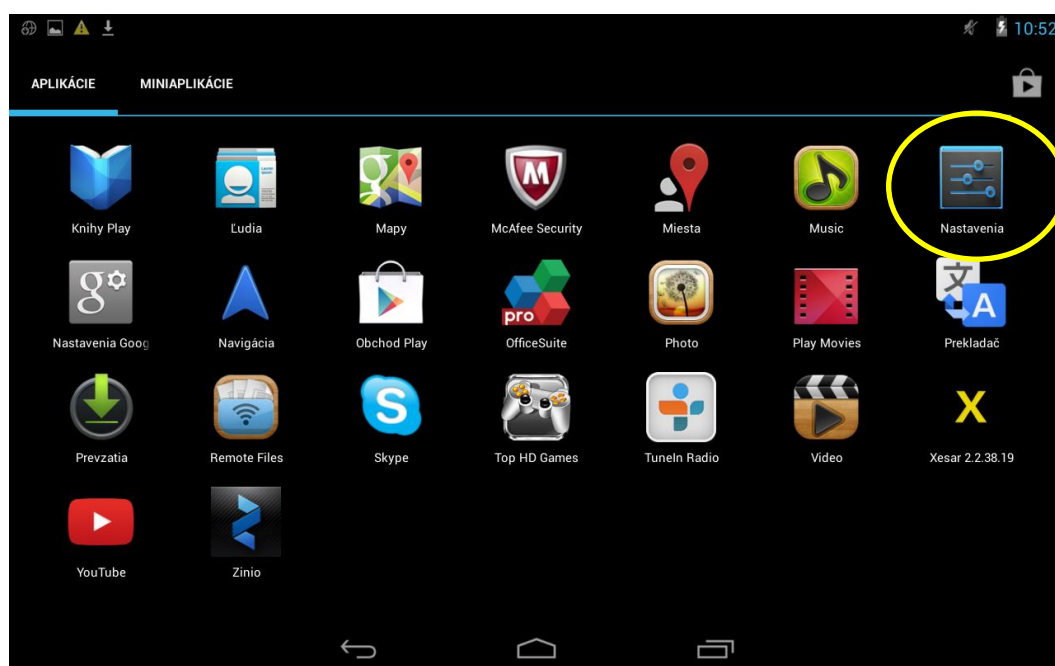 10:52
APLIKÁCIE MINIAPLIKÁCIE
Knihy Play Ľudia Mapy McAfee Security Miesta Music Nastavenia
pro
Nastavenia Goog Navigácia Obchod Play OfficeSuite Photo Play Movies Prekladač
Prevzatia Remote Files Skype Top HD Games TuneIn Radio Video Xesar 2.2.38.19
YouTube Zinio